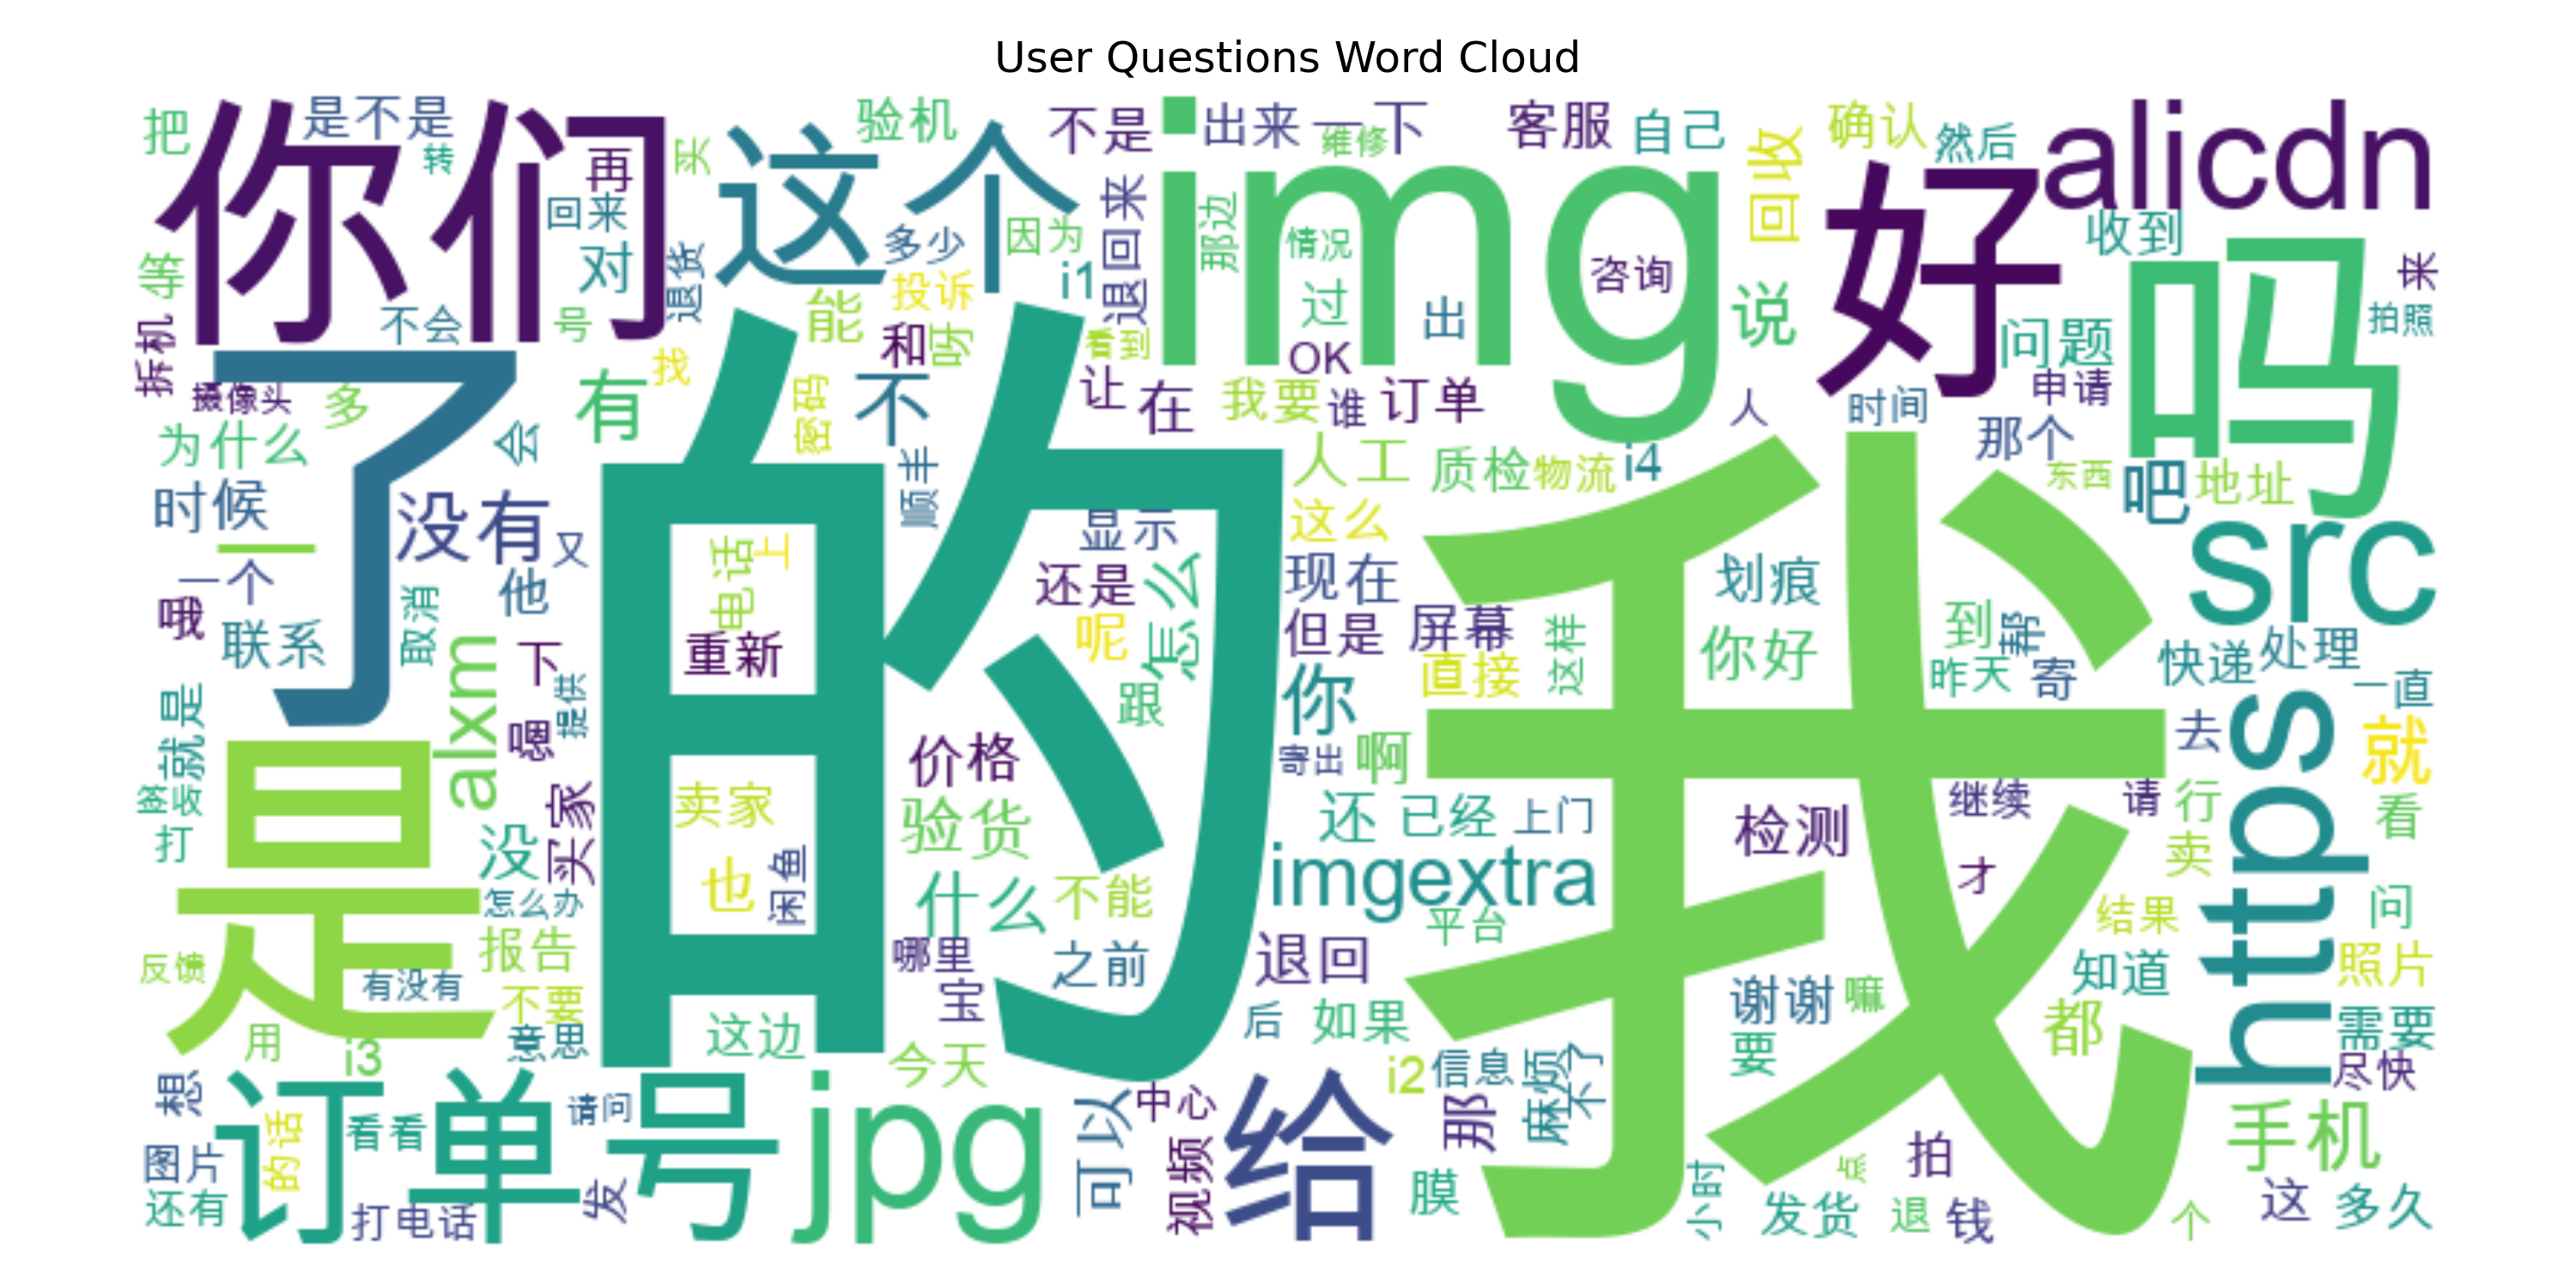 User Questions Word Cloud
把
是不是
转
买
验机
不是
出来
一下
维修
客服
自己
回收
确认
然后
alicdn
你们
再
回来
对
退货
这个
多少
因为
i1
退回来
那边
情况
img
咨询
说
好
收到
吗
来
拍照
等
不会
号
能
投诉
和
呀
看到
过
OK
出
问题
拆机
摄像头
多
有
找
密码
不
让
在
我要
谁
订单
人
时间
申请
那个
为什么
会
了
的
顺丰
人工
质检
物流
i4
东西
吧
地址
时候
没有
又
电话
上
显示
这么
我
src
一
一个
他
哦
联系
取消
还是
怎么
现在
划痕
重新
呢
但是
屏幕
到
帮
你好
直接
这样
昨天
寄
快递
处理
一直
alxm
下
提供
嗯
跟
你
寄出
啊
去
https
就
就是
是
价格
买家
卖家
验货
还
已经
上门
检测
继续
请
行
看
打
没
也
闲鱼
什么
不能
imgextra
才
卖
怎么办
平台
结果
问
反馈
有没有
报告
不要
哪里
之前
退回
知道
照片
宝
谢谢
嘛
用
i3
意思
这边
今天
后
如果
要
都
需要
尽快
想
订单号
请问
jpg
可以
中心
给
i2
信息
麻烦
不了
那
手机
图片
的话
看看
视频
膜
小时
点
拍
还有
打电话
发
发货
退
钱
个
这
多久